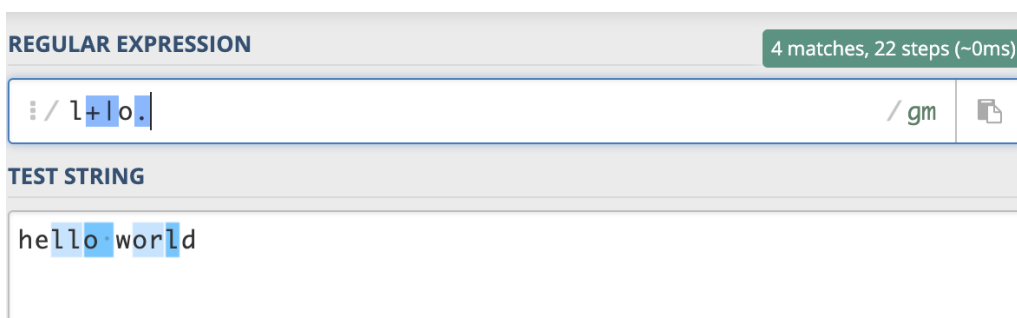 REGULAR EXPRESSION
4 matches, 22 steps (~0ms)
/ l+|o. / gm
TEST STRING
hello·world